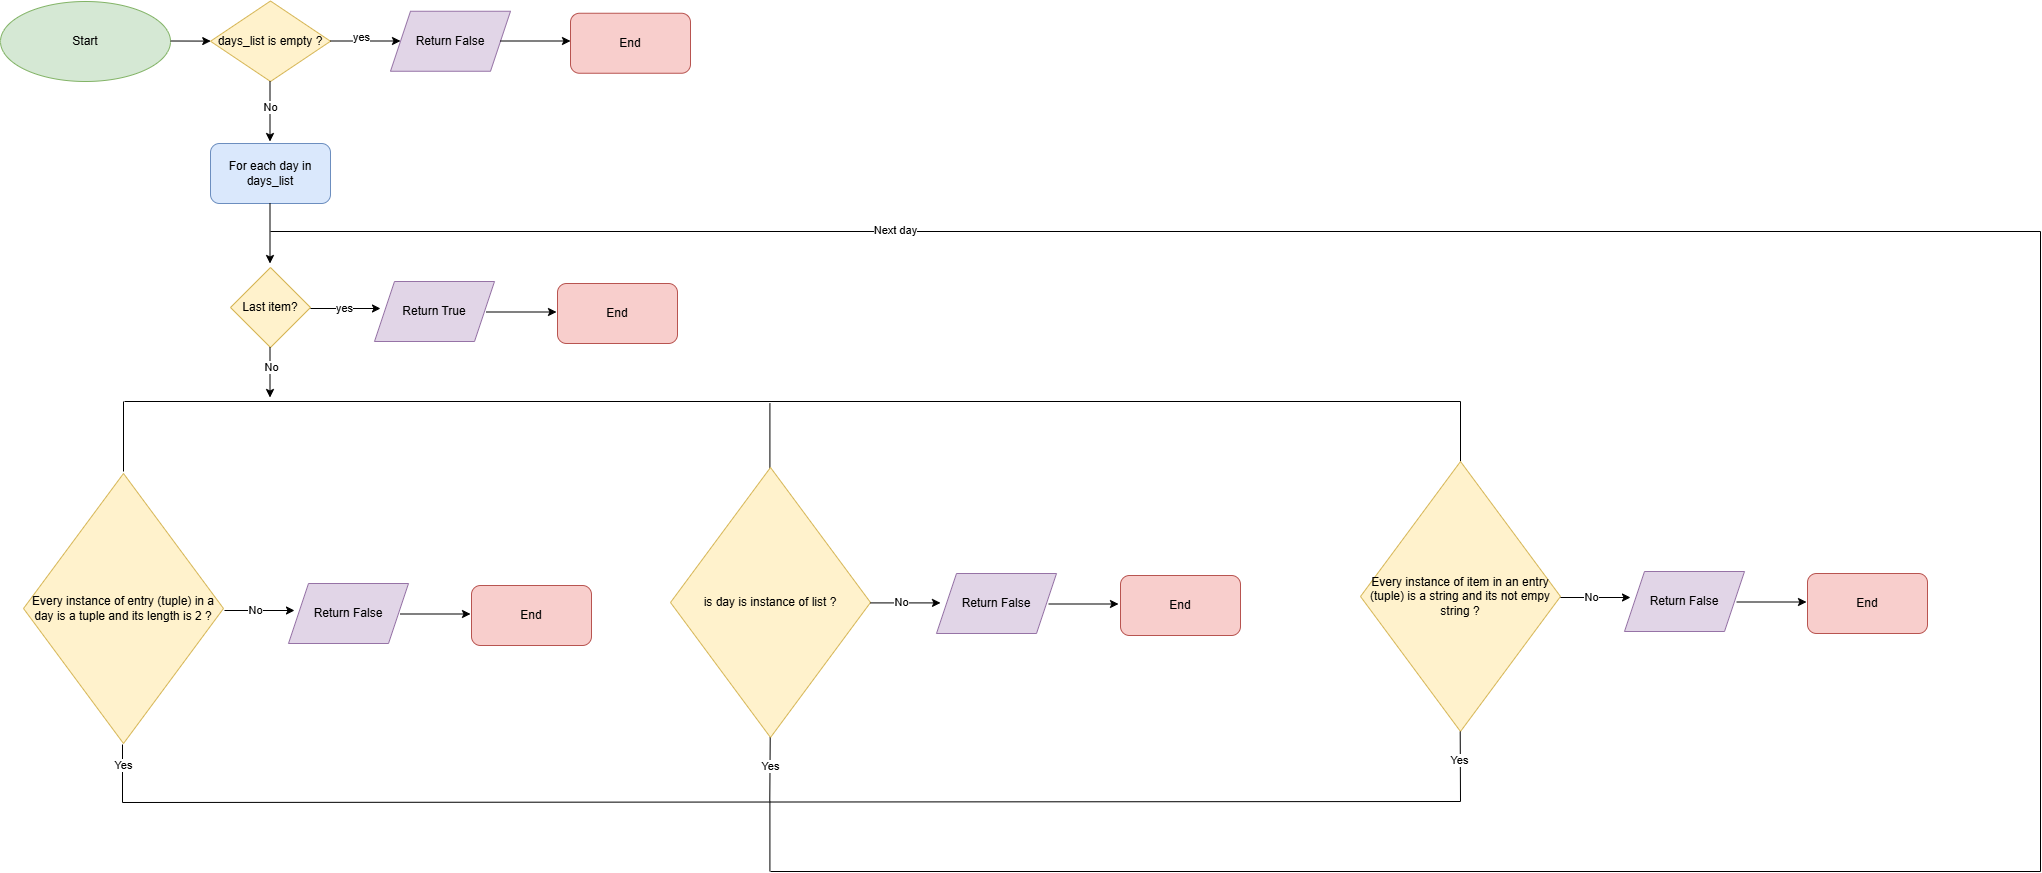 Start
days_list is empty ?
yes
Return False
End
No
For each day in
days_list
Next day
Last item?
yes
Return True
End
No
Every instance of entry (tuple) in a
day is a tuple and its length is 2 ?
No
Return False
End
Yes
is day is instance of list ?
No
Return False
End
Yes
Every instance of item in an entry
(tuple) is a string and its not empy
string ?
No
Return False
End
Yes